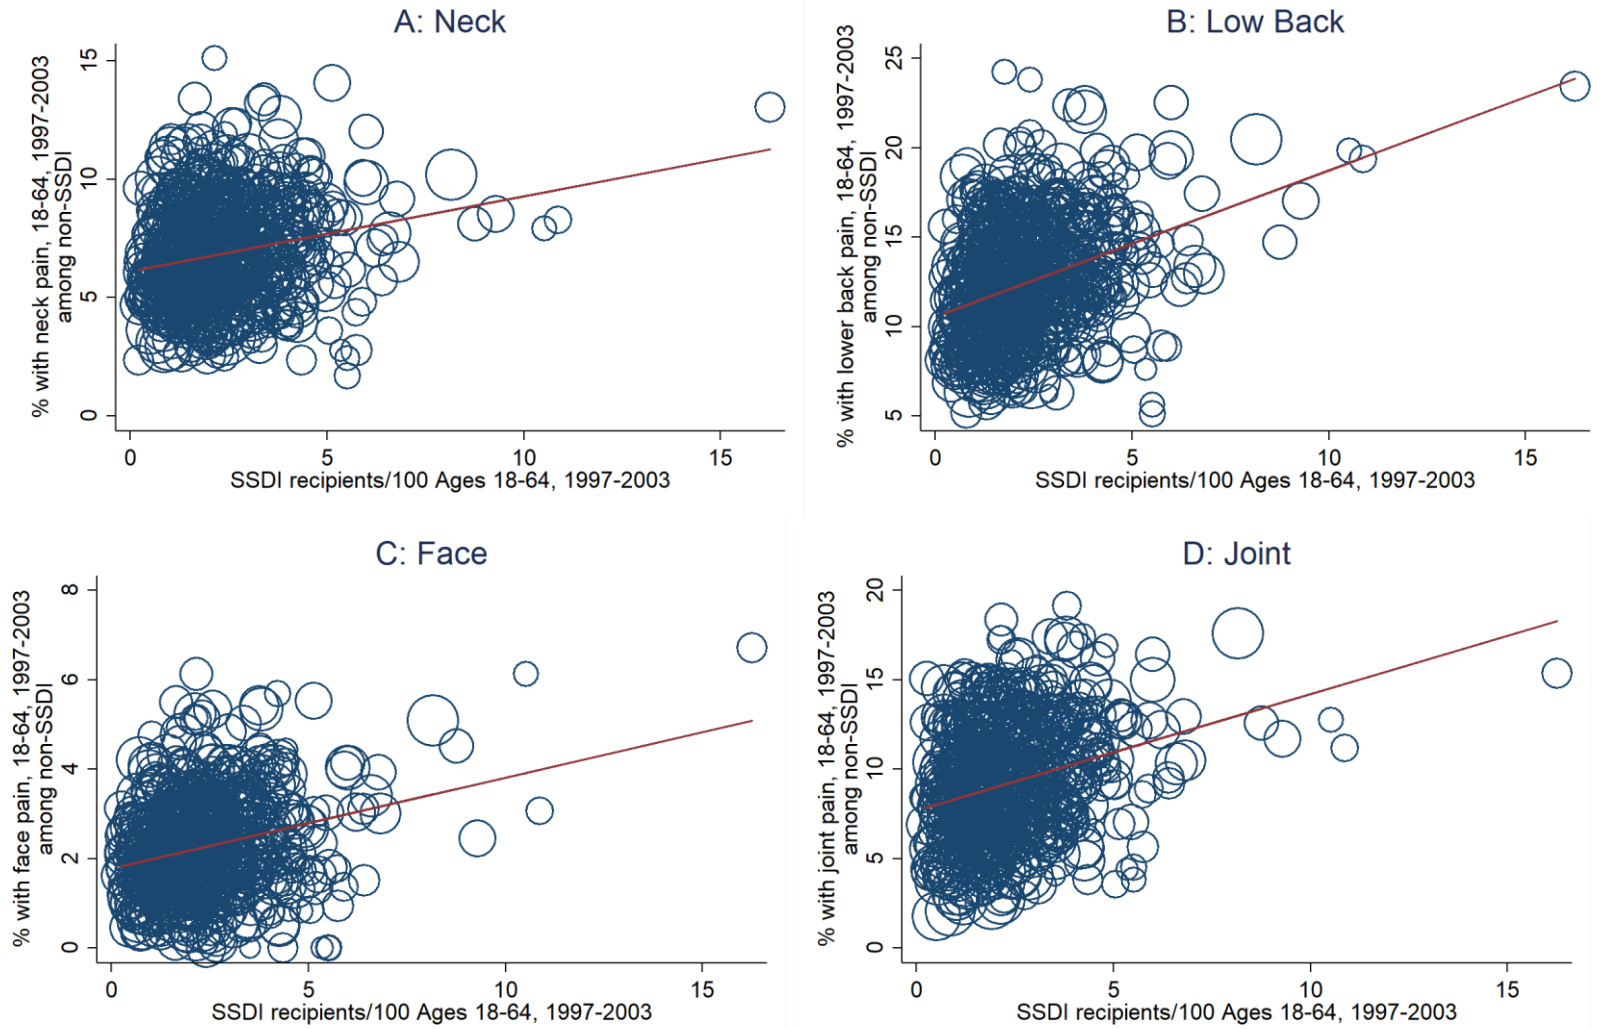 A: Neck
% with neck pain, 18-64, 1997-2003
among non-SSDI
15
10
5
0
0 5 10 15
SSDI recipients/100 Ages 18-64, 1997-2003
B: Low Back
% with lower back pain, 18-64, 1997-2003
among non-SSDI
25
20
15
10
5
0 5 10 15
SSDI recipients/100 Ages 18-64, 1997-2003
C: Face
% with face pain, 18-64, 1997-2003
among non-SSDI
8
6
4
2
0
0 5 10 15
SSDI recipients/100 Ages 18-64, 1997-2003
D: Joint
% with joint pain, 18-64, 1997-2003
among non-SSDI
20
15
10
5
0
0 5 10 15
SSDI recipients/100 Ages 18-64, 1997-2003